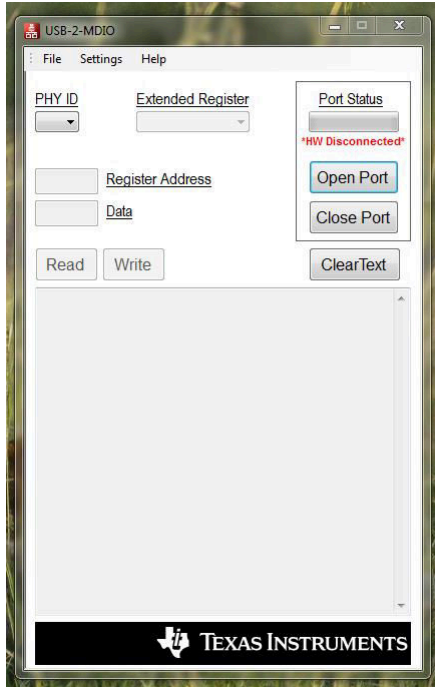 USB-2-MDIO
File Settings Help
PHY ID
Extended Register
Port Status
*HW Disconnected*
Register Address
Open Port
Data
Close Port
Read
Write
ClearText
TEXAS INSTRUMENTS